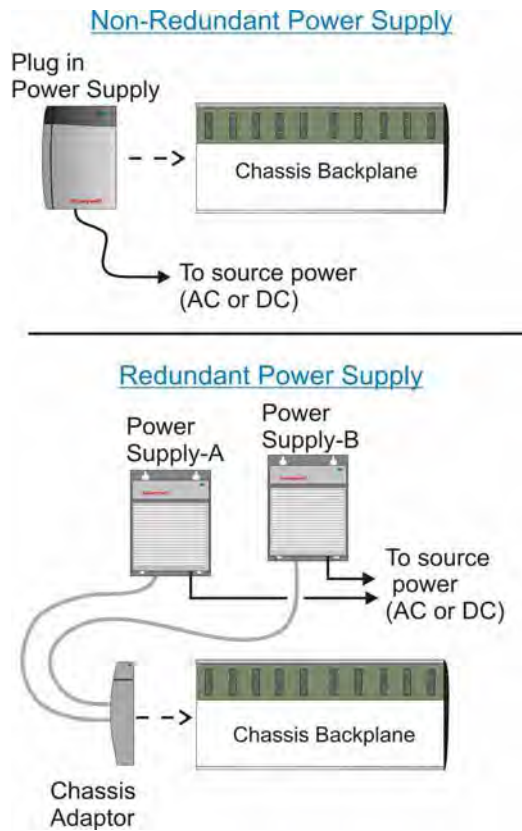 Non-Redundant Power Supply
Plug in
Power Supply
Chassis Backplane
Honeywell
To source power
(AC or DC)
Redundant Power Supply
Power
Supply-A
Power
Supply-B
To source
power
(AC or DC)
Chassis Backplane
Chassis
Adaptor